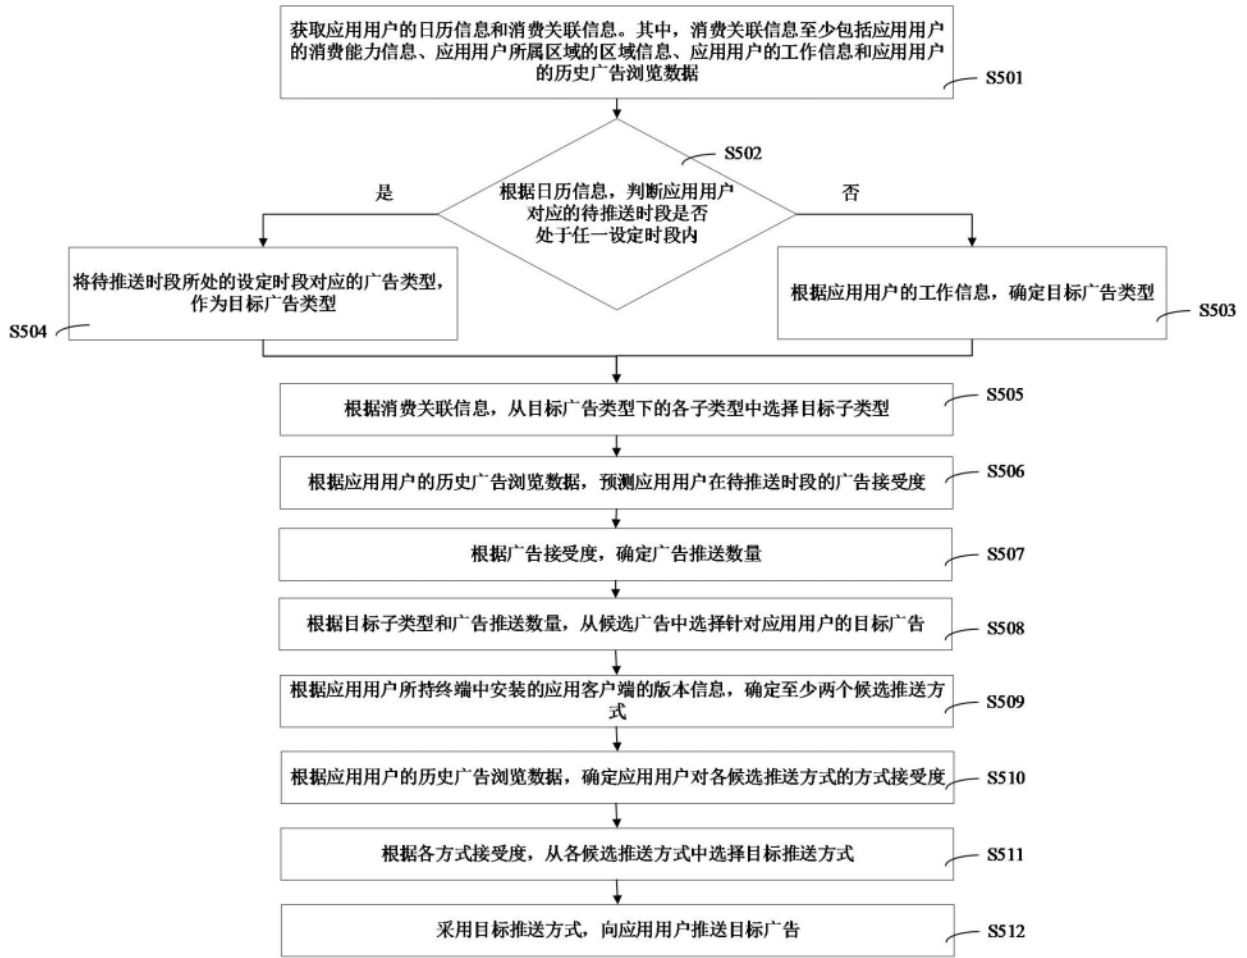 获取应用用户的日历信息和消费关联信息。其中，消费关联信息至少包括应用用户
的消费能力信息、应用用户所属区域的区域信息、应用用户的工作信息和应用用户
的历史广告浏览数据
S501
S502
根据日历信息，判断应用用户
对应的待推送时段是否
处于任一设定时段内
是
否
将待推送时段所处的设定时段对应的广告类型，
作为目标广告类型
S504
根据应用用户的工作信息，确定目标广告类型
S503
根据消费关联信息，从目标广告类型下的各子类型中选择目标子类型
S505
根据应用用户的历史广告浏览数据，预测应用用户在待推送时段的广告接受度
S506
根据广告接受度，确定广告推送数量
S507
根据目标子类型和广告推送数量，从候选广告中选择针对应用用户的目标广告
S508
根据应用用户所持终端中安装的应用客户端的版本信息，确定至少两个候选推送方
式
S509
根据应用用户的历史广告浏览数据，确定应用用户对各候选推送方式的方式接受度
S510
根据各方式接受度，从各候选推送方式中选择目标推送方式
S511
采用目标推送方式，向应用用户推送目标广告
S512